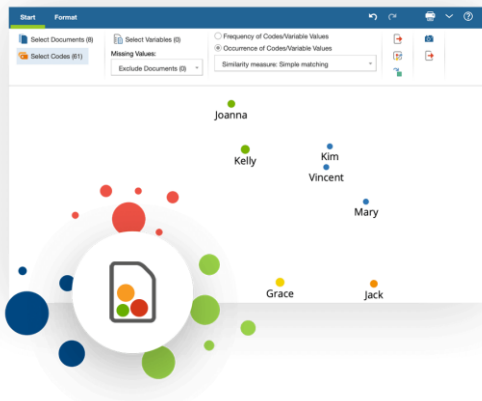 Start Format
Select Documents (8) Select Variables (0) Frequency of Codes/Variable Values
Select Codes (61) Missing Values: Occurrence of Codes/Variable Values
Exclude Documents (0) Similarity measure: Simple matching
Joanna
Kelly
Kim
Vincent
Mary
Grace
Jack